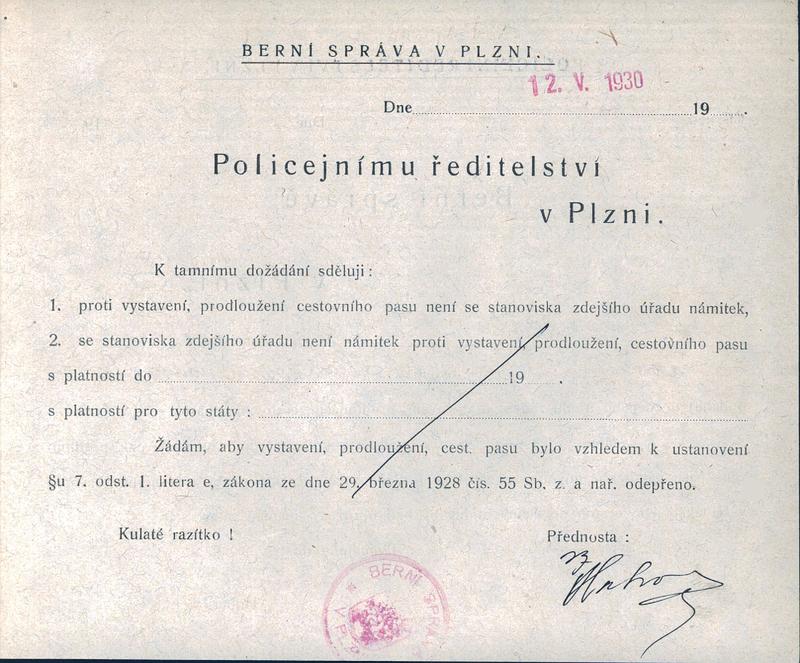 BERNÍ SPRÁVA V PLZNI.
12. V. 1930
Dne 19 .
Policejnímu ředitelství
v Plzni.
K tamnímu dožádání sděluji :
1. proti vystavení, prodloužení cestovního pasu není se stanoviska zdejšího úřadu námitek,
2. se stanoviska zdejšího úřadu není námitek proti vystavení, prodloužení, cestovního pasu
s platností do 19 .
s platností pro tyto státy :
Žádám, aby vystavení, prodloužení, cest. pasu bylo vzhledem k ustanovení
§u 7. odst. 1. litera e, zákona ze dne 29. března 1928 čís. 55 Sb. z. a nař. odepřeno.
Kulaté razítko !
Přednosta :
BERNÍ SPRÁVA
V P